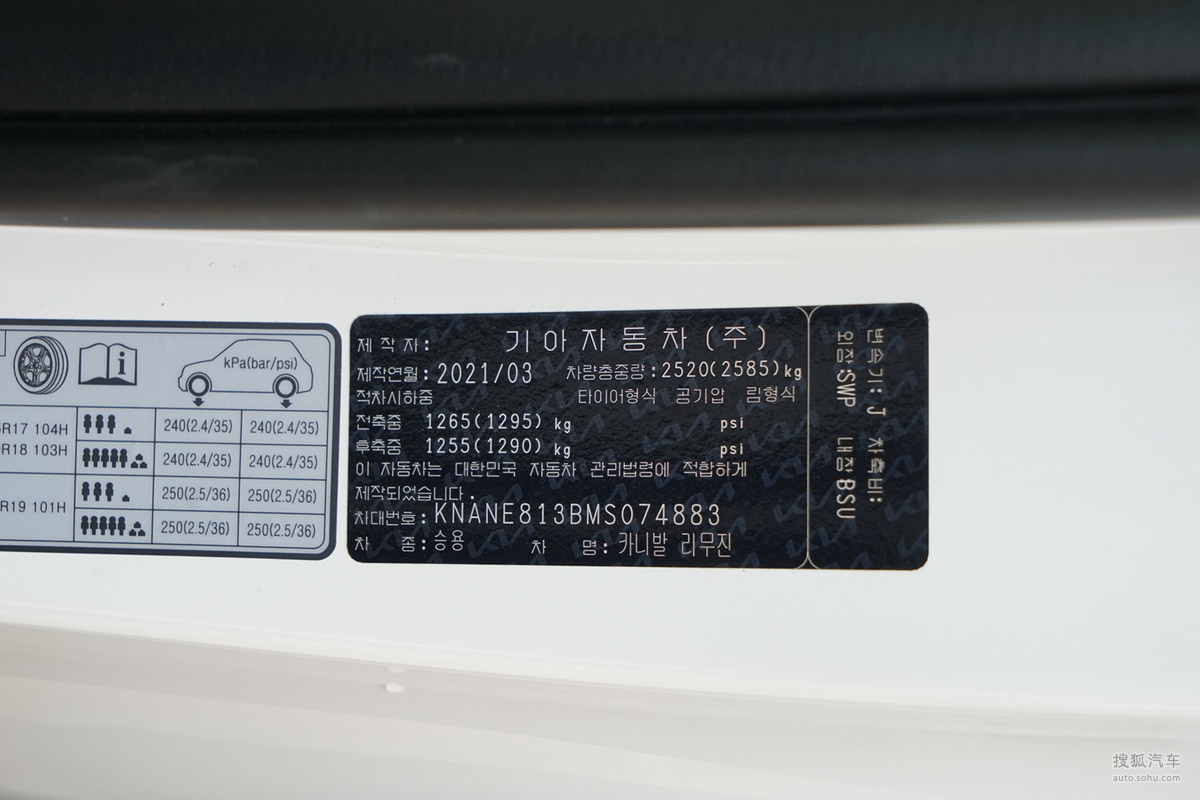 kPa(bar/psi)
R17 104H
R18 103H
240(2.4/35) 240(2.4/35)
240(2.4/35) 240(2.4/35)
R19 101H
250(2.5/36) 250(2.5/36)
250(2.5/36) 250(2.5/36)
제 작 자: 기아자동차(주)
제작연월:2021/03 차량총중량:2520(2585)kg
적차시하중 타이어형식 공기압 림형식
전축중 1265(1295) kg psi
후축중 1255(1290) kg psi
이 자동차는 대한민국 자동차 관리법령에 적합하게
제작되었습니다.
차대번호:KNANE813BMS074883
차 종:승용 차 명:카니발 리무진
변속기:J 차축비:
외장:SWP 내장:BSU
搜狐汽车
auto.sohu.com